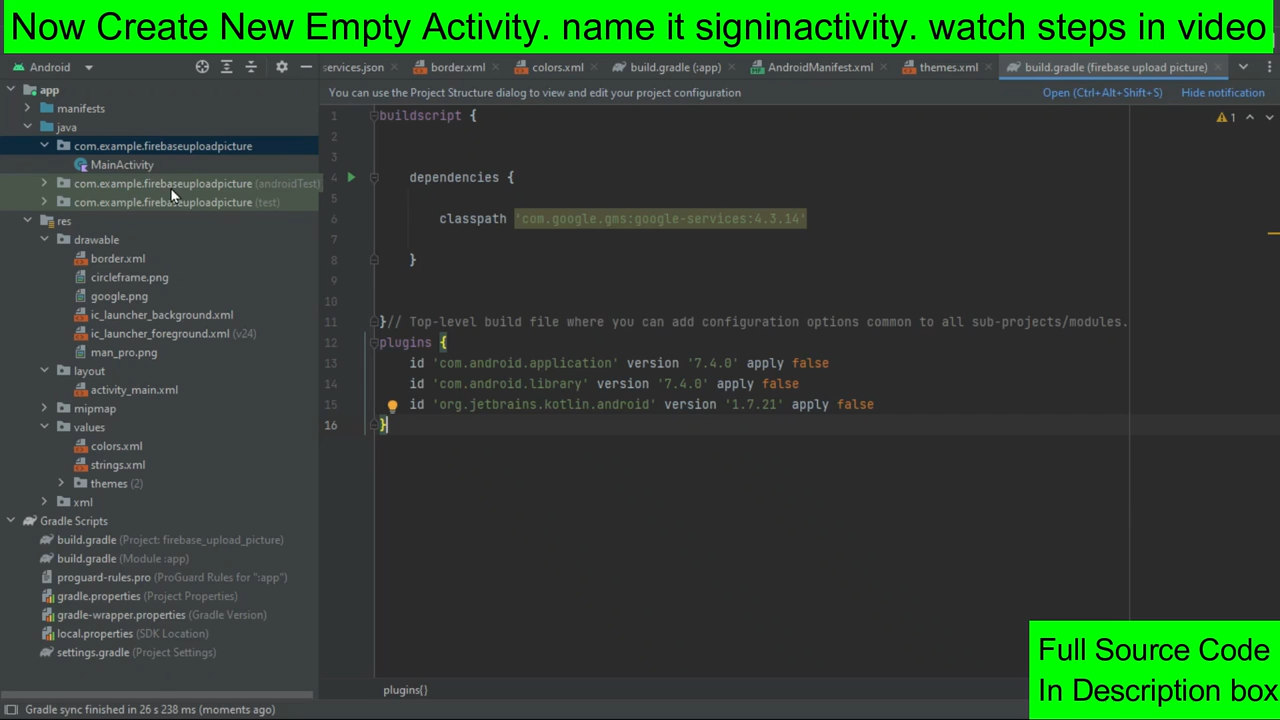 Now Create New Empty Activity. name it signinactivity. watch steps in video
Android
services.json
border.xml
colors.xml
build.gradle (:app)
AndroidManifest.xml
themes.xml
build.gradle (firebase upload picture)
You can use the Project Structure dialog to view and edit your project configuration
Open (Ctrl+Alt+Shift+S)
Hide notification
app
manifests
java
com.example.firebaseuploadpicture
MainActivity
com.example.firebaseuploadpicture (androidTest)
com.example.firebaseuploadpicture (test)
res
drawable
border.xml
circleframe.png
google.png
ic_launcher_background.xml
ic_launcher_foreground.xml (v24)
man_pro.png
layout
activity_main.xml
mipmap
values
colors.xml
strings.xml
themes (2)
xml
Gradle Scripts
build.gradle (Project: firebase_upload_picture)
build.gradle (Module :app)
proguard-rules.pro (ProGuard Rules for ":app")
gradle.properties (Project Properties)
gradle-wrapper.properties (Gradle Version)
local.properties (SDK Location)
settings.gradle (Project Settings)
1 buildscript {
2
3
4 dependencies {
5
6 classpath 'com.google.gms:google-services:4.3.14'
7
8 }
9
10
11 }// Top-level build file where you can add configuration options common to all sub-projects/modules.
12 plugins {
13 id 'com.android.application' version '7.4.0' apply false
14 id 'com.android.library' version '7.4.0' apply false
15 id 'org.jetbrains.kotlin.android' version '1.7.21' apply false
16 }
1
plugins{}
Full Source Code
In Description box
Gradle sync finished in 26 s 238 ms (moments ago)